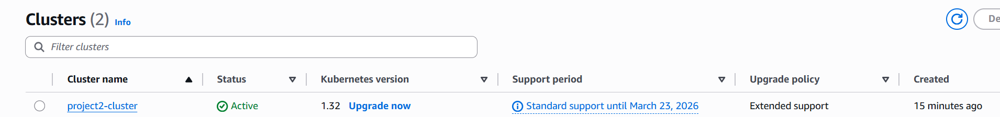 Clusters (2) Info
De
Filter clusters
Cluster name Status Kubernetes version Support period Upgrade policy Created
project2-cluster Active 1.32 Upgrade now Standard support until March 23, 2026 Extended support 15 minutes ago